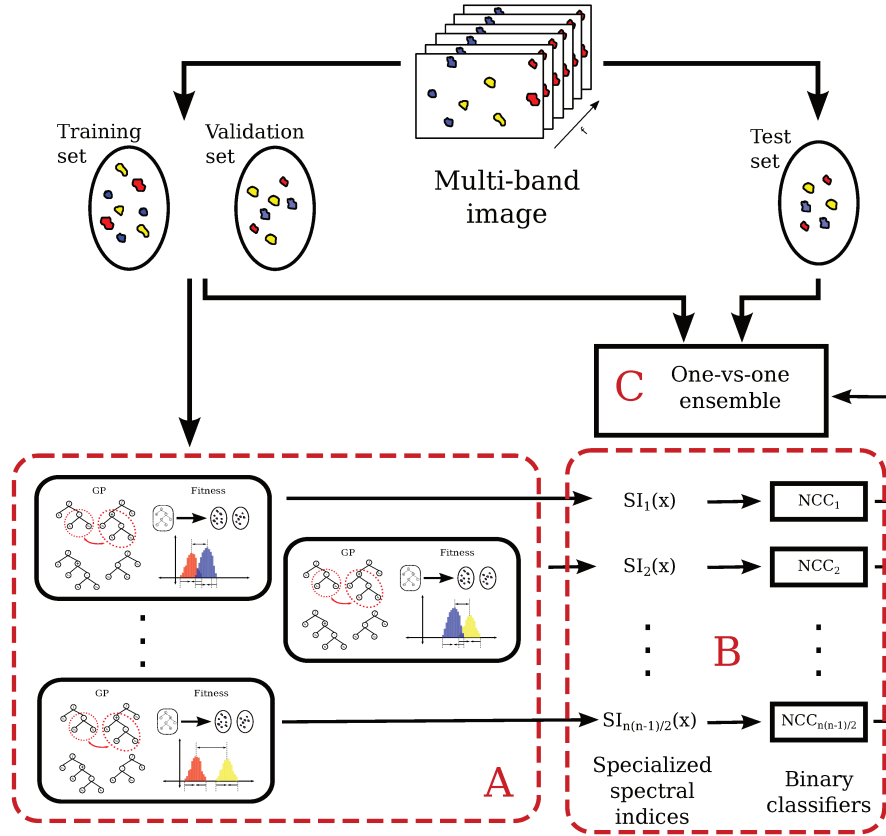 Training
set
Validation
set
f
Multi-band
image
Test
set
C
One-vs-one
ensemble
GP
Fitness
SI₁(x)
NCC₁
GP
Fitness
SI₂(x)
NCC₂
B
GP
Fitness
SIₙ₍ₙ₋₁₎/₂(x)
NCCₙ₍ₙ₋₁₎/₂
A
Specialized
spectral
indices
Binary
classifiers